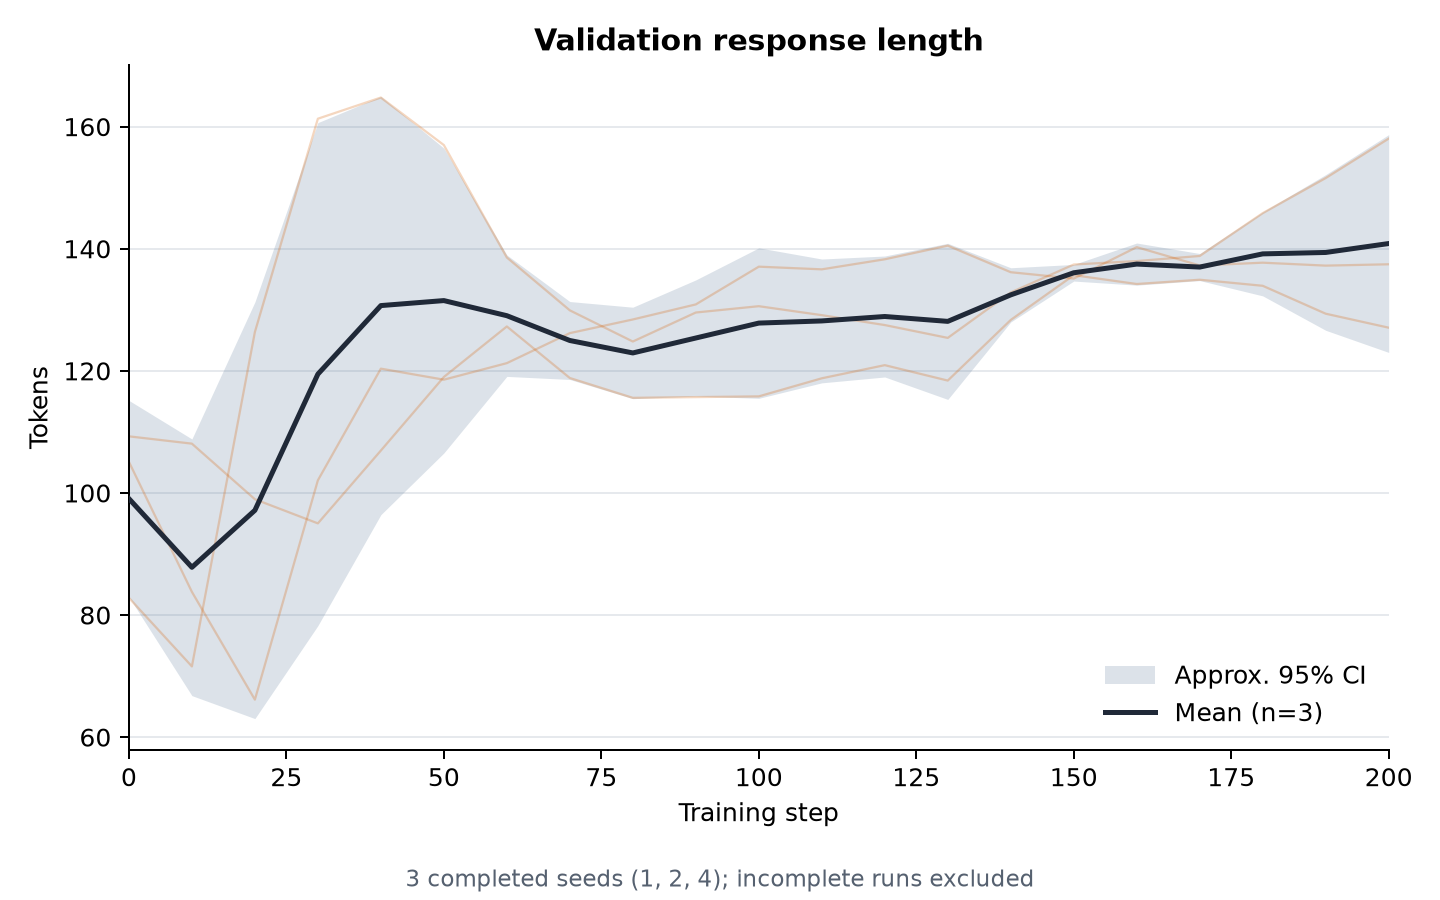 Validation response length
Tokens
160
140
120
100
80
60
0 25 50 75 100 125 150 175 200
Training step
Approx. 95% CI
Mean (n=3)
3 completed seeds (1, 2, 4); incomplete runs excluded